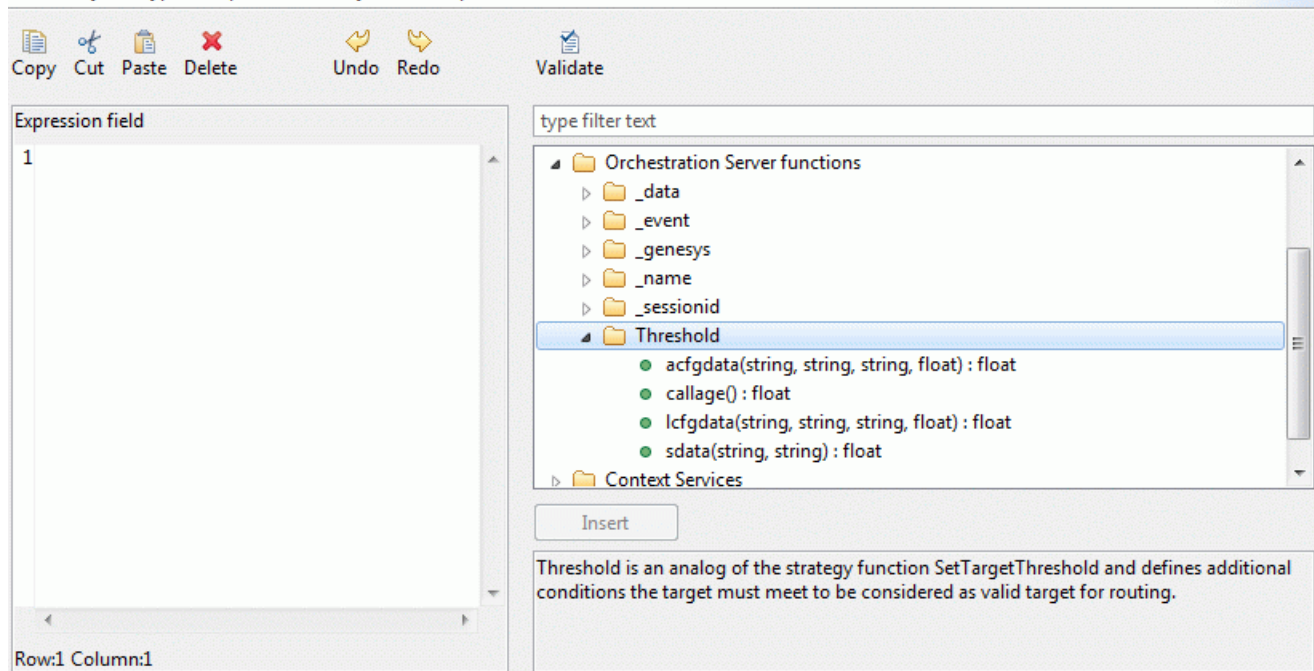 Copy Cut Paste Delete Undo Redo Validate
Expression field
1
Row:1 Column:1
type filter text
Orchestration Server functions
_data
_event
_genesys
_name
_sessionid
Threshold
acfgdata(string, string, string, float) : float
callage() : float
lcfgdata(string, string, string, float) : float
sdata(string, string) : float
Context Services
Insert
Threshold is an analog of the strategy function SetTargetThreshold and defines additional
conditions the target must meet to be considered as valid target for routing.